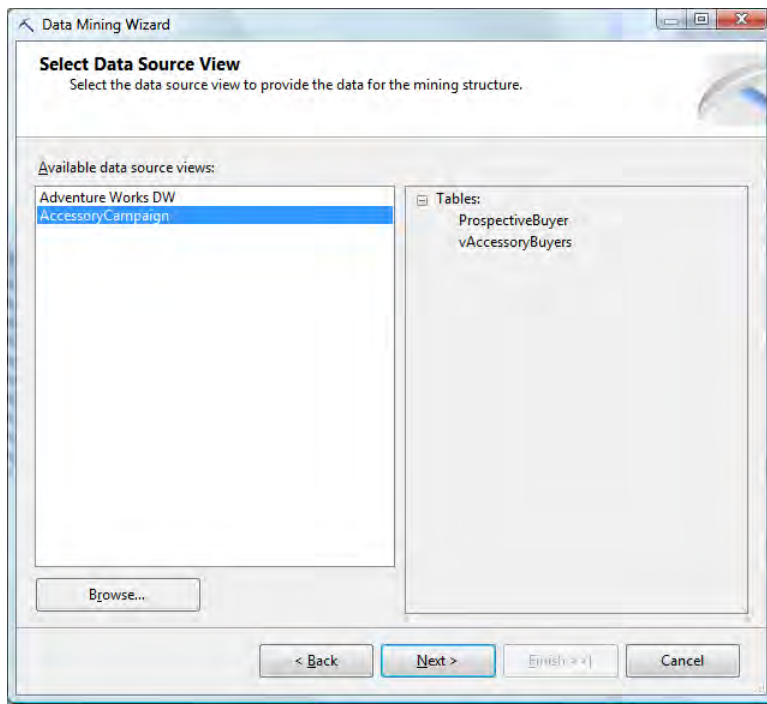 Data Mining Wizard
Select Data Source View
Select the data source view to provide the data for the mining structure.
Available data source views:
Adventure Works DW
AccessoryCampaign
Tables:
ProspectiveBuyer
vAccessoryBuyers
Browse...
< Back
Next >
Finish >>|
Cancel